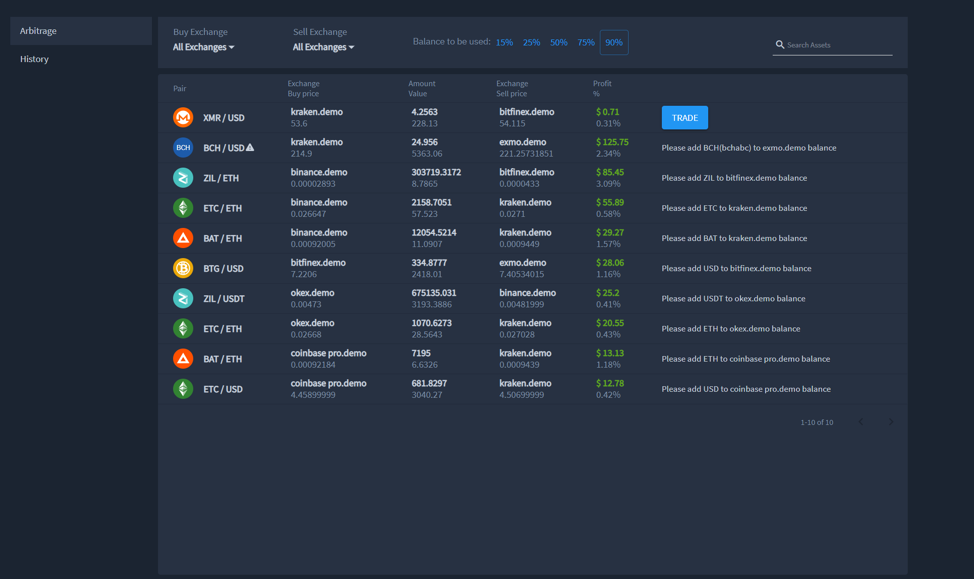 Arbitrage
History
Buy Exchange
All Exchanges
Sell Exchange
All Exchanges
Balance to be used: 15% 25% 50% 75% 90%
Search Assets
Pair
Exchange
Buy price
Amount
Value
Exchange
Sell price
Profit
%
XMR / USD
kraken.demo
53.6
4.2563
228.13
bitfinex.demo
54.115
$ 0.71
0.31%
TRADE
BCH
BCH / USD
kraken.demo
214.9
24.956
5363.06
exmo.demo
221.25731851
$ 125.75
2.34%
Please add BCH(bchabc) to exmo.demo balance
ZIL / ETH
binance.demo
0.00002893
303719.3172
8.7865
bitfinex.demo
0.0000433
$ 85.45
3.09%
Please add ZIL to bitfinex.demo balance
ETC / ETH
binance.demo
0.026647
2158.7051
57.523
kraken.demo
0.0271
$ 55.89
0.58%
Please add ETC to kraken.demo balance
BAT / ETH
binance.demo
0.00092005
12054.5214
11.0907
kraken.demo
0.0009449
$ 29.27
1.57%
Please add BAT to kraken.demo balance
BTG / USD
bitfinex.demo
7.2206
334.8777
2418.01
exmo.demo
7.40534015
$ 28.06
1.16%
Please add USD to bitfinex.demo balance
ZIL / USDT
okex.demo
0.00473
675135.031
3193.3886
binance.demo
0.00481999
$ 25.2
0.41%
Please add USDT to okex.demo balance
ETC / ETH
okex.demo
0.02668
1070.6273
28.5643
kraken.demo
0.027028
$ 20.55
0.43%
Please add ETH to okex.demo balance
BAT / ETH
coinbase pro.demo
0.00092184
7195
6.6326
kraken.demo
0.0009439
$ 13.13
1.18%
Please add ETH to coinbase pro.demo balance
ETC / USD
coinbase pro.demo
4.45899999
681.8297
3040.27
kraken.demo
4.50699999
$ 12.78
0.42%
Please add USD to coinbase pro.demo balance
1-10 of 10